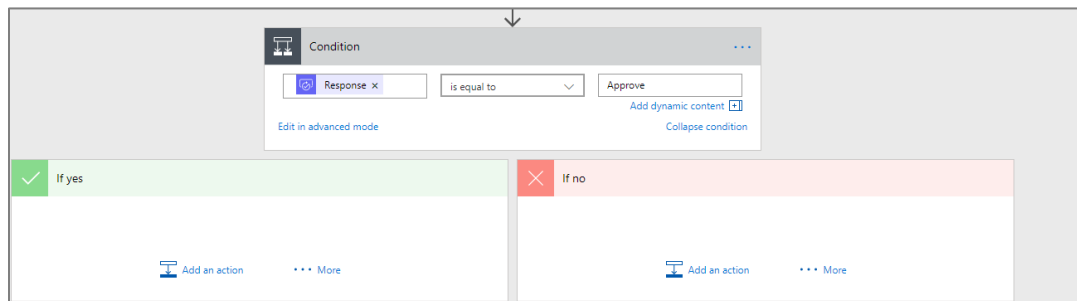 Condition
Response × is equal to Approve
Add dynamic content
Edit in advanced mode Collapse condition
If yes If no
Add an action ··· More Add an action ··· More